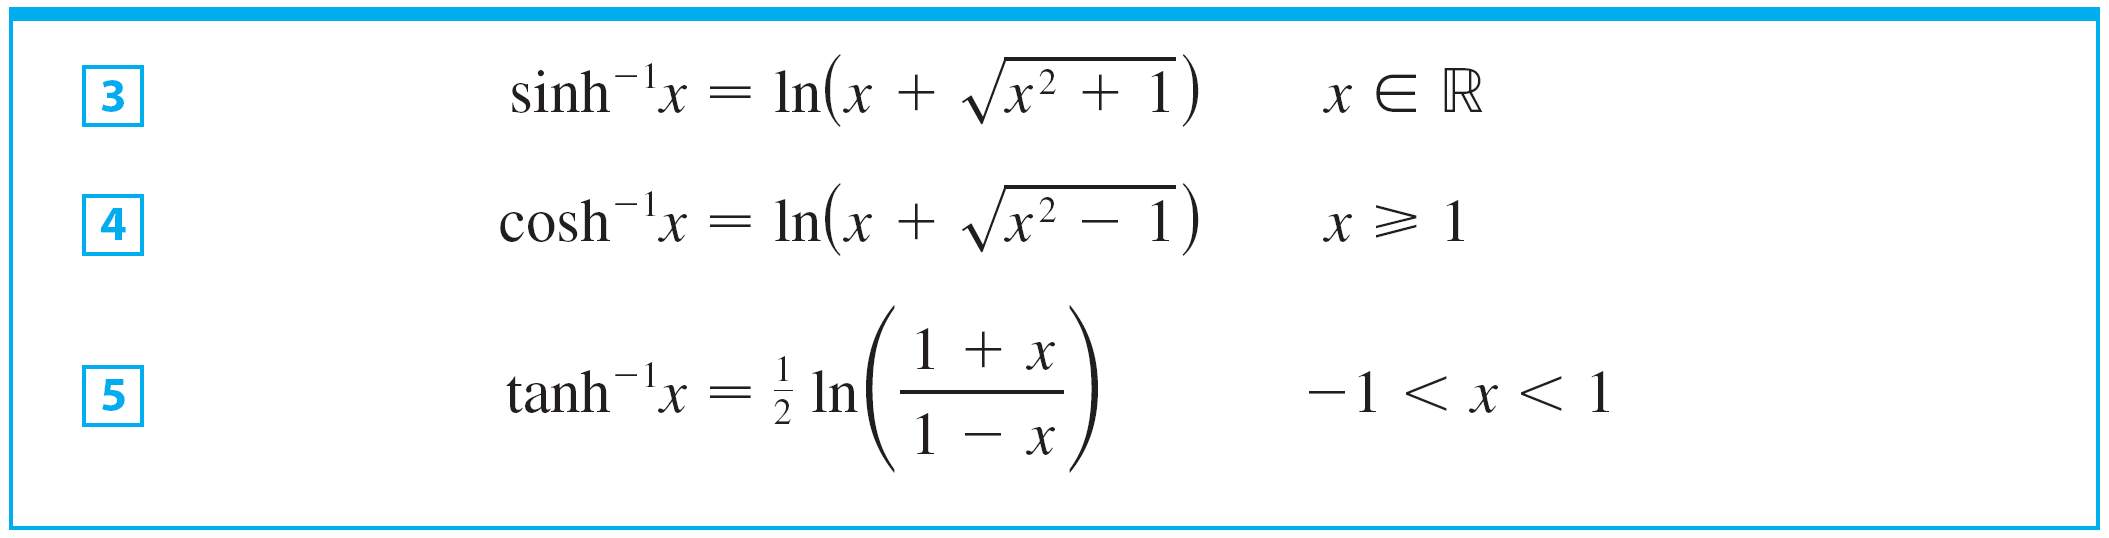 3 sinh⁻¹x = ln(x + √(x² + 1)) x ∈ ℝ
4 cosh⁻¹x = ln(x + √(x² − 1)) x ⩾ 1
5 tanh⁻¹x = ½ ln((1 + x)/(1 − x)) −1 < x < 1